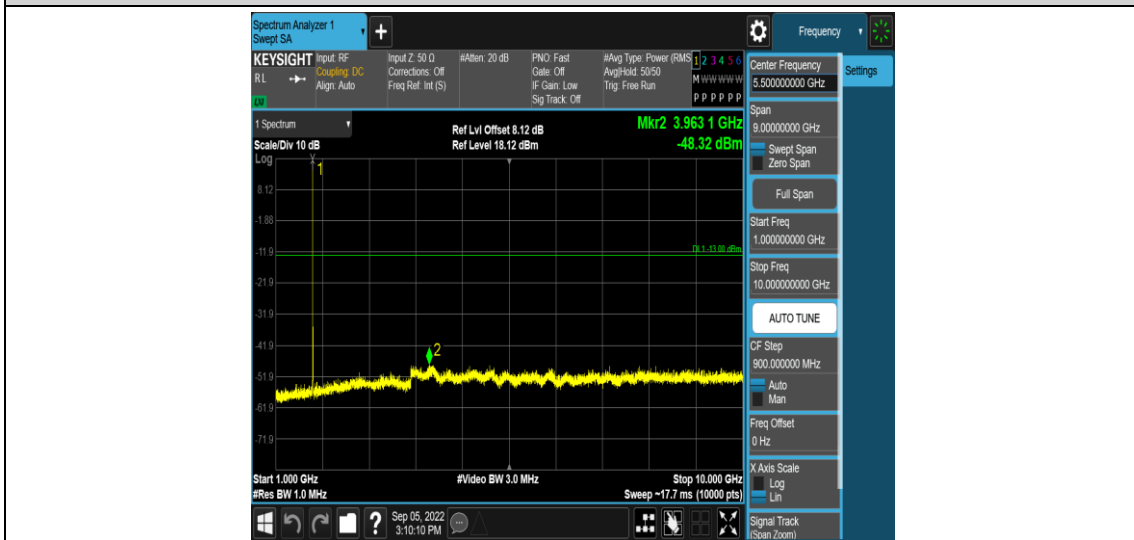 Spectrum Analyzer 1
Swept SA
Frequency
KEYSIGHT
RL
LXI
Input: RF
Coupling: DC
Align: Auto
Input Z: 50 Ω
Corrections: Off
Freq Ref: Int (S)
#Atten: 20 dB
PNO: Fast
Gate: Off
IF Gain: Low
Sig Track: Off
#Avg Type: Power (RMS
Avg|Hold: 50/50
Trig: Free Run
1 2 3 4 5 6
M W W W W W
P P P P P P
1 Spectrum
Scale/Div 10 dB
Ref Lvl Offset 8.12 dB
Ref Level 18.12 dBm
Mkr2 3.963 1 GHz
-48.32 dBm
Log
1
8.12
-1.88
-11.9
DL1 -13.00 dBm
-21.9
-31.9
-41.9
2
-51.9
-61.9
-71.9
Start 1.000 GHz
#Res BW 1.0 MHz
#Video BW 3.0 MHz
Stop 10.000 GHz
Sweep ~17.7 ms (10000 pts)
Sep 05, 2022
3:10:10 PM
Center Frequency
5.500000000 GHz
Settings
Span
9.00000000 GHz
Swept Span
Zero Span
Full Span
Start Freq
1.000000000 GHz
Stop Freq
10.000000000 GHz
AUTO TUNE
CF Step
900.000000 MHz
Auto
Man
Freq Offset
0 Hz
X Axis Scale
Log
Lin
Signal Track
(Span Zoom)